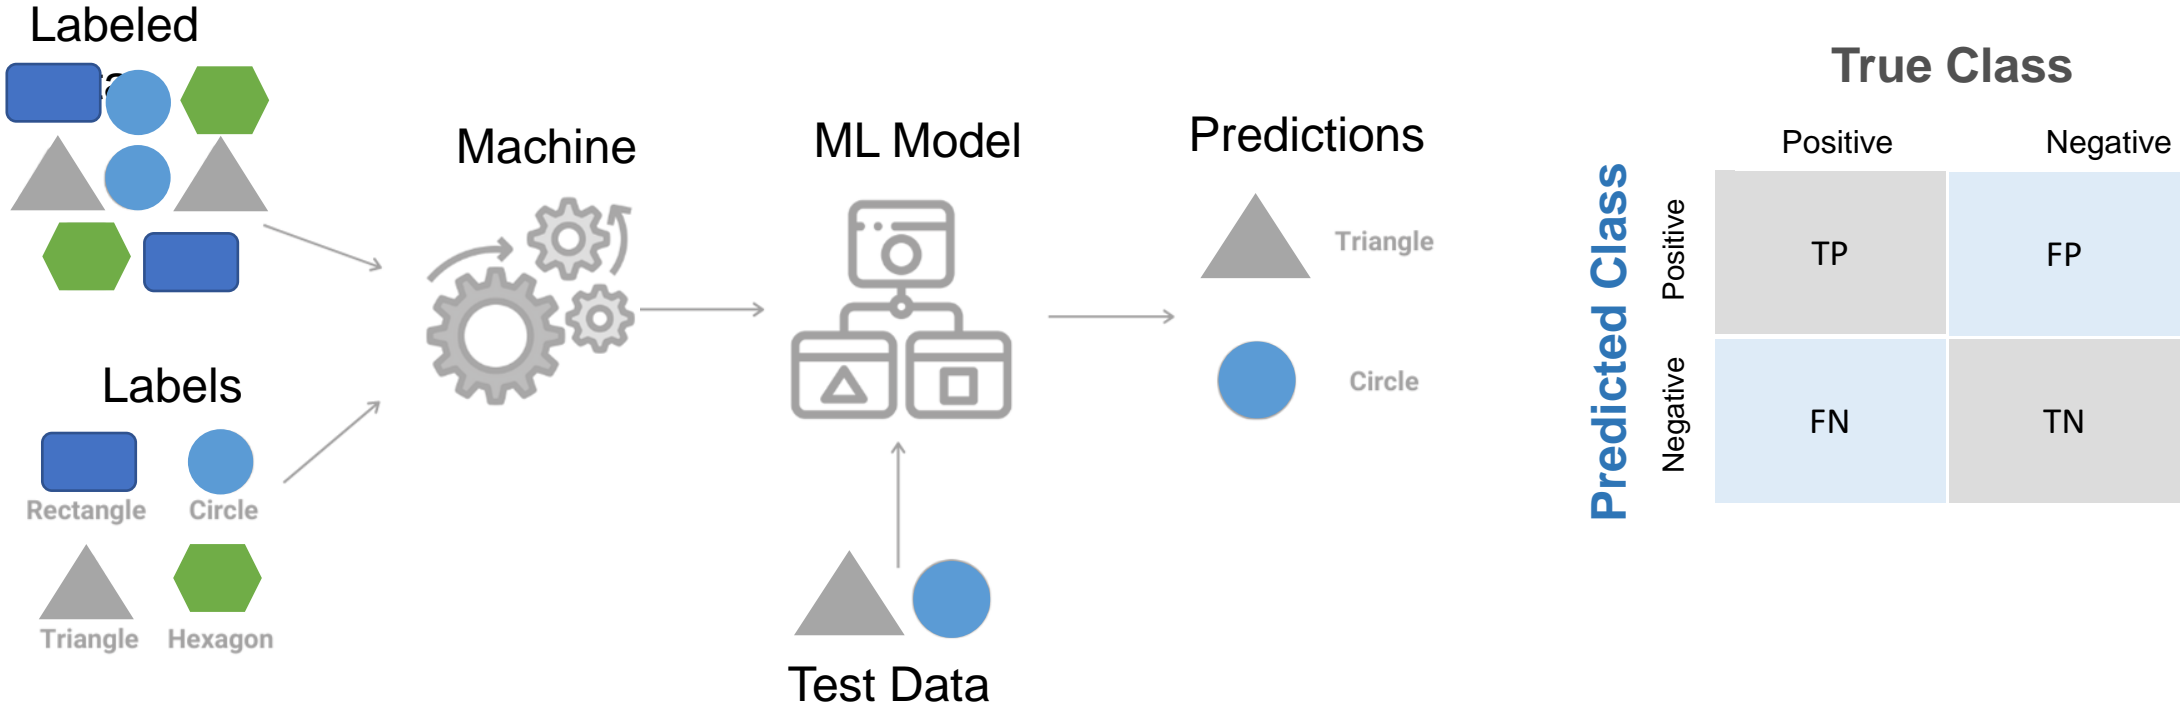 Labeled
Labels
Rectangle
Circle
Triangle
Hexagon
Machine
ML Model
Test Data
Predictions
Triangle
Circle
True Class
Positive
Negative
Predicted Class
Positive
Negative
TP
FP
FN
TN